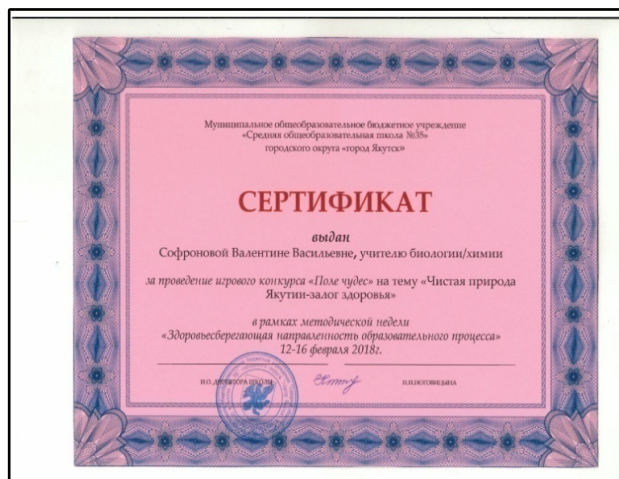 Муниципальное общеобразовательное бюджетное учреждение
«Средняя общеобразовательная школа №35»
городского округа «город Якутск»
СЕРТИФИКАТ
выдан
Софроновой Валентине Васильевне, учителю биологии/химии
за проведение игрового конкурса «Поле чудес» на тему «Чистая природа
Якутии-залог здоровья»
в рамках методической недели
«Здоровьесберегающая направленность образовательного процесса»
12-16 февраля 2018г.
И.О. ДИРЕКТОРА ШКОЛЫ